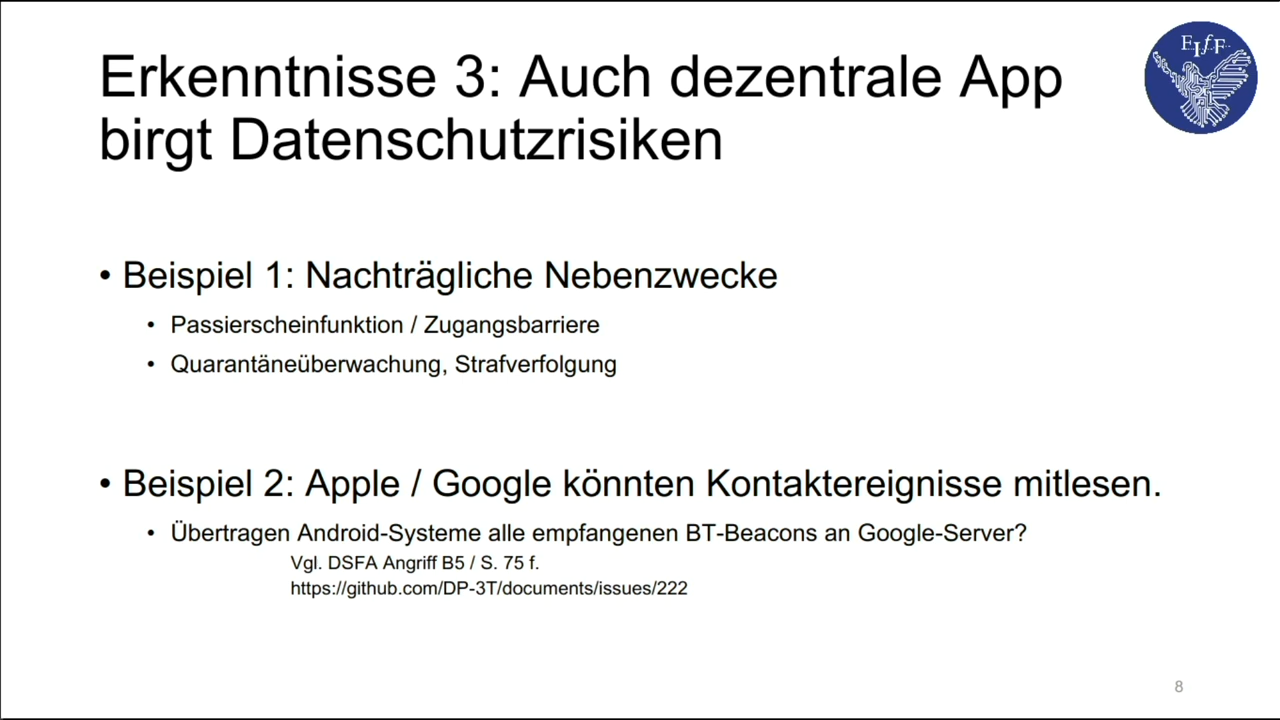 Erkenntnisse 3: Auch dezentrale App
birgt Datenschutzrisiken
FIfF
• Beispiel 1: Nachträgliche Nebenzwecke
• Passierscheinfunktion / Zugangsbarriere
• Quarantäneüberwachung, Strafverfolgung
• Beispiel 2: Apple / Google könnten Kontaktereignisse mitlesen.
• Übertragen Android-Systeme alle empfangenen BT-Beacons an Google-Server?
Vgl. DSFA Angriff B5 / S. 75 f.
https://github.com/DP-3T/documents/issues/222
8